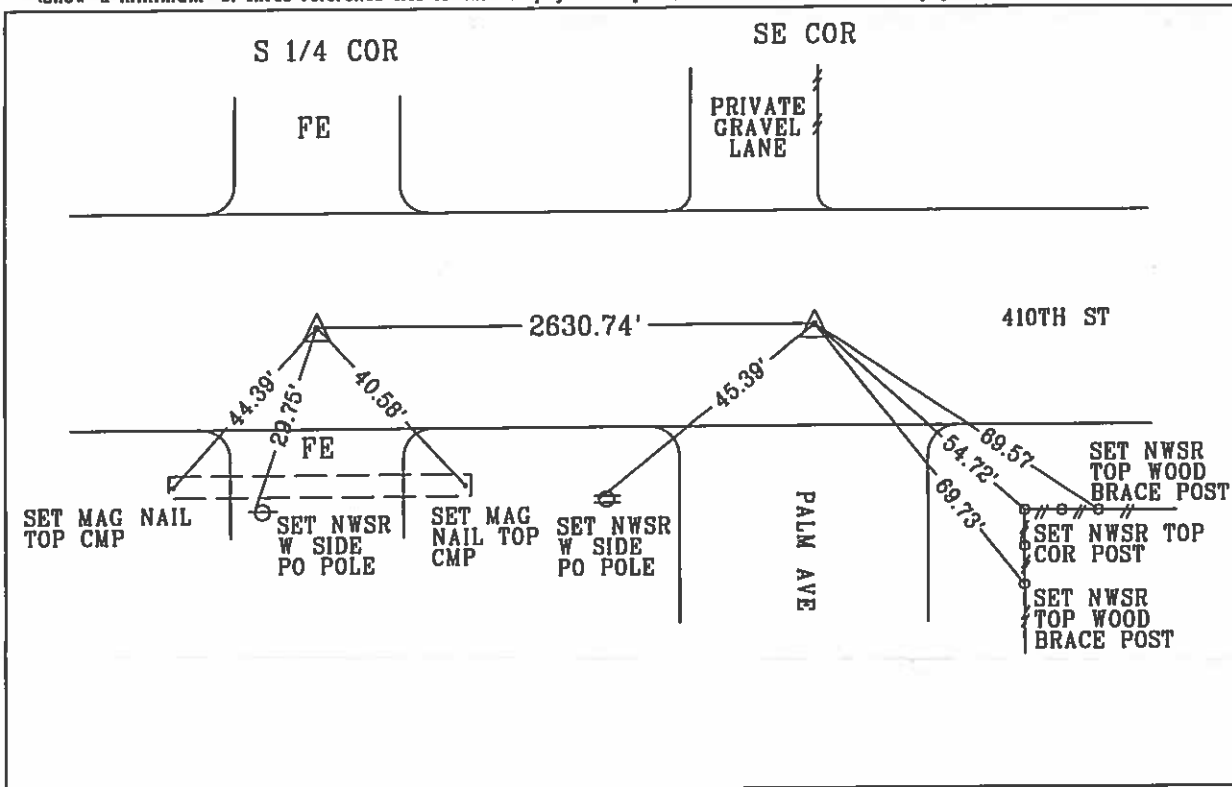 S 1/4 COR
SE COR
FE
PRIVATE
GRAVEL
LANE
2630.74'
410TH ST
44.39'
29.75'
40.58'
45.39'
69.57
54.72'
69.73'
FE
SET MAG NAIL
TOP CMP
SET NWSR
W SIDE
PO POLE
SET MAG
NAIL TOP
CMP
SET NWSR
W SIDE
PO POLE
PALM AVE
SET NWSR
TOP WOOD
BRACE POST
SET NWSR TOP
COR POST
SET NWSR
TOP WOOD
BRACE POST